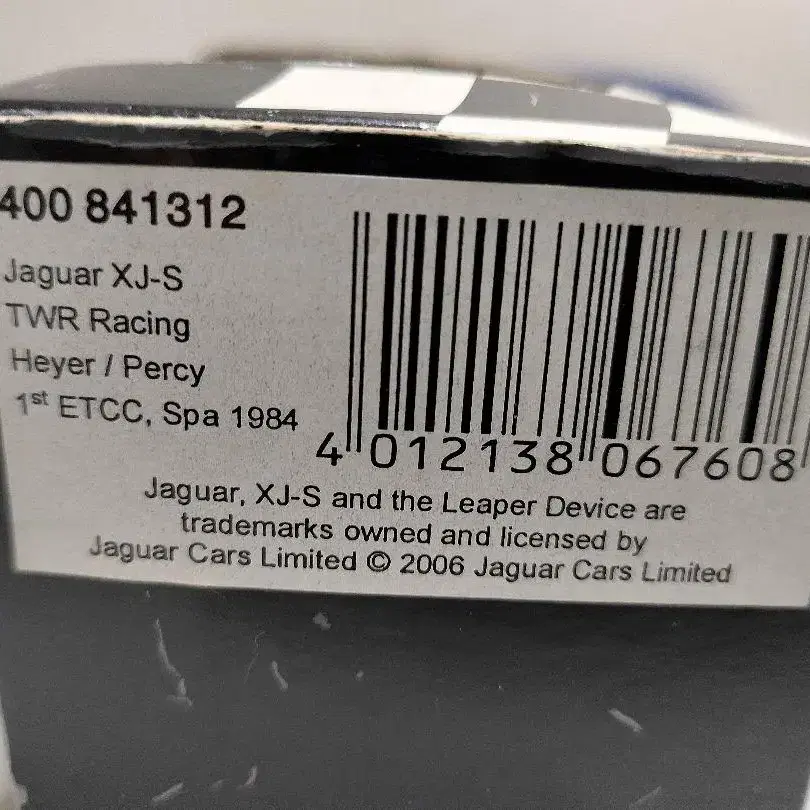 400 841312
Jaguar XJ-S
TWR Racing
Heyer / Percy
1st ETCC, Spa 1984
4 012138 067608
Jaguar, XJ-S and the Leaper Device are
trademarks owned and licensed by
Jaguar Cars Limited © 2006 Jaguar Cars Limited